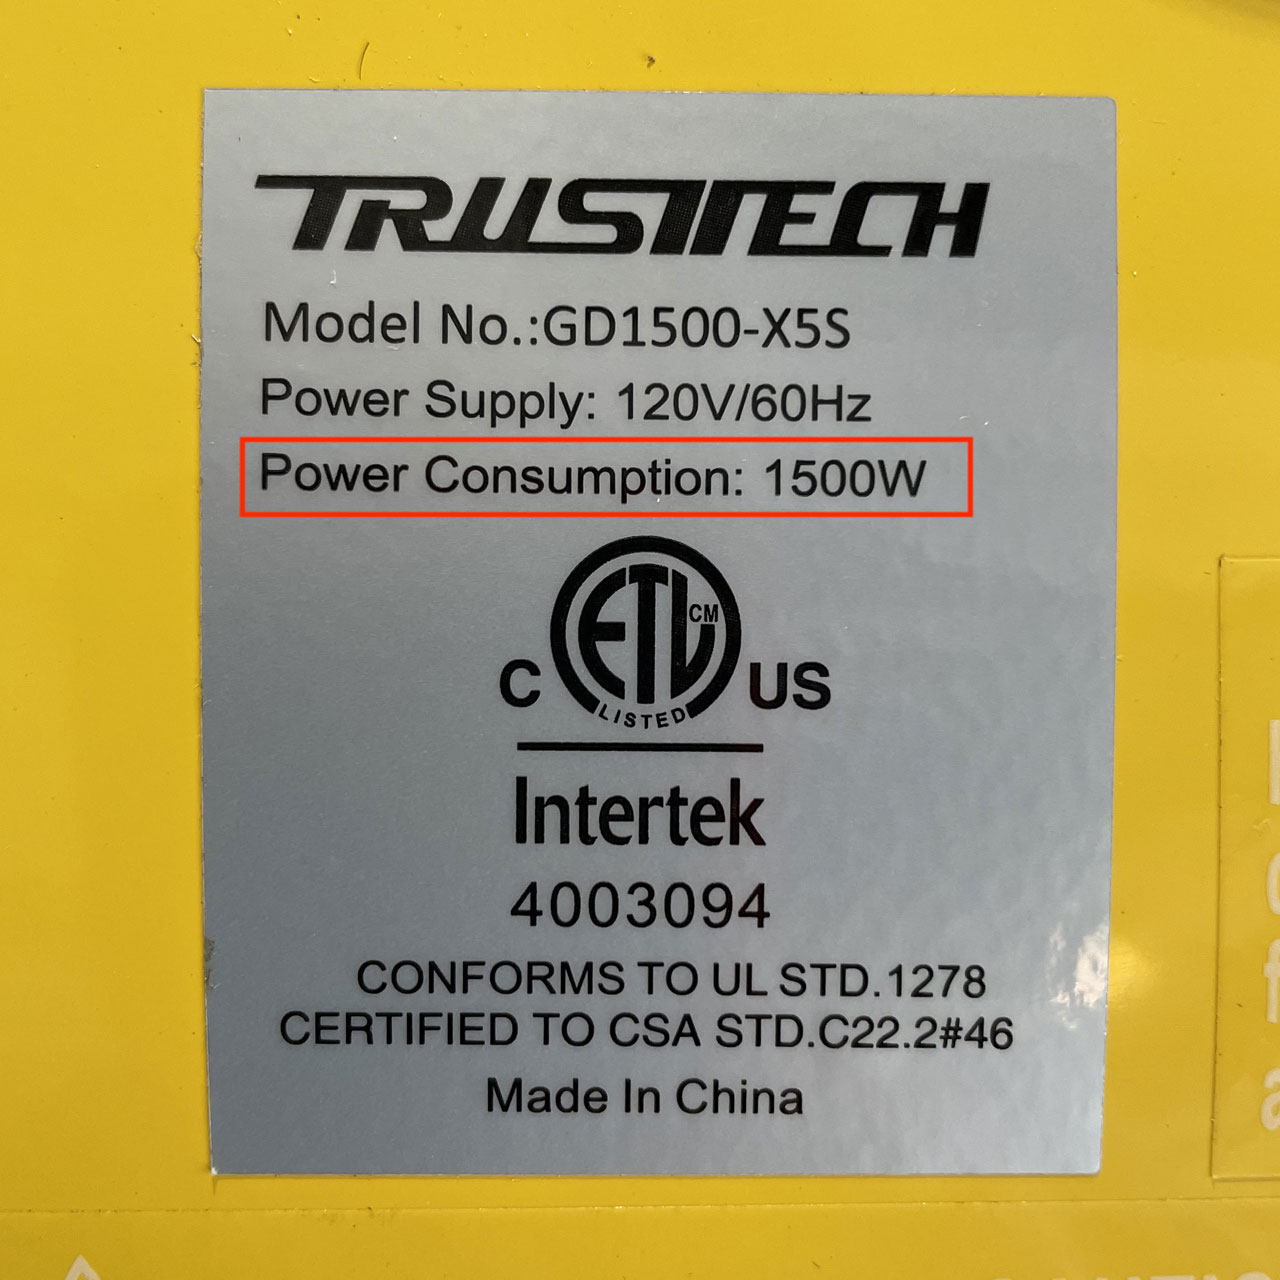 TRUSTTECH
Model No.:GD1500-X5S
Power Supply: 120V/60Hz
Power Consumption: 1500W
C ETL CM US
LISTED
Intertek
4003094
CONFORMS TO UL STD.1278
CERTIFIED TO CSA STD.C22.2#46
Made In China